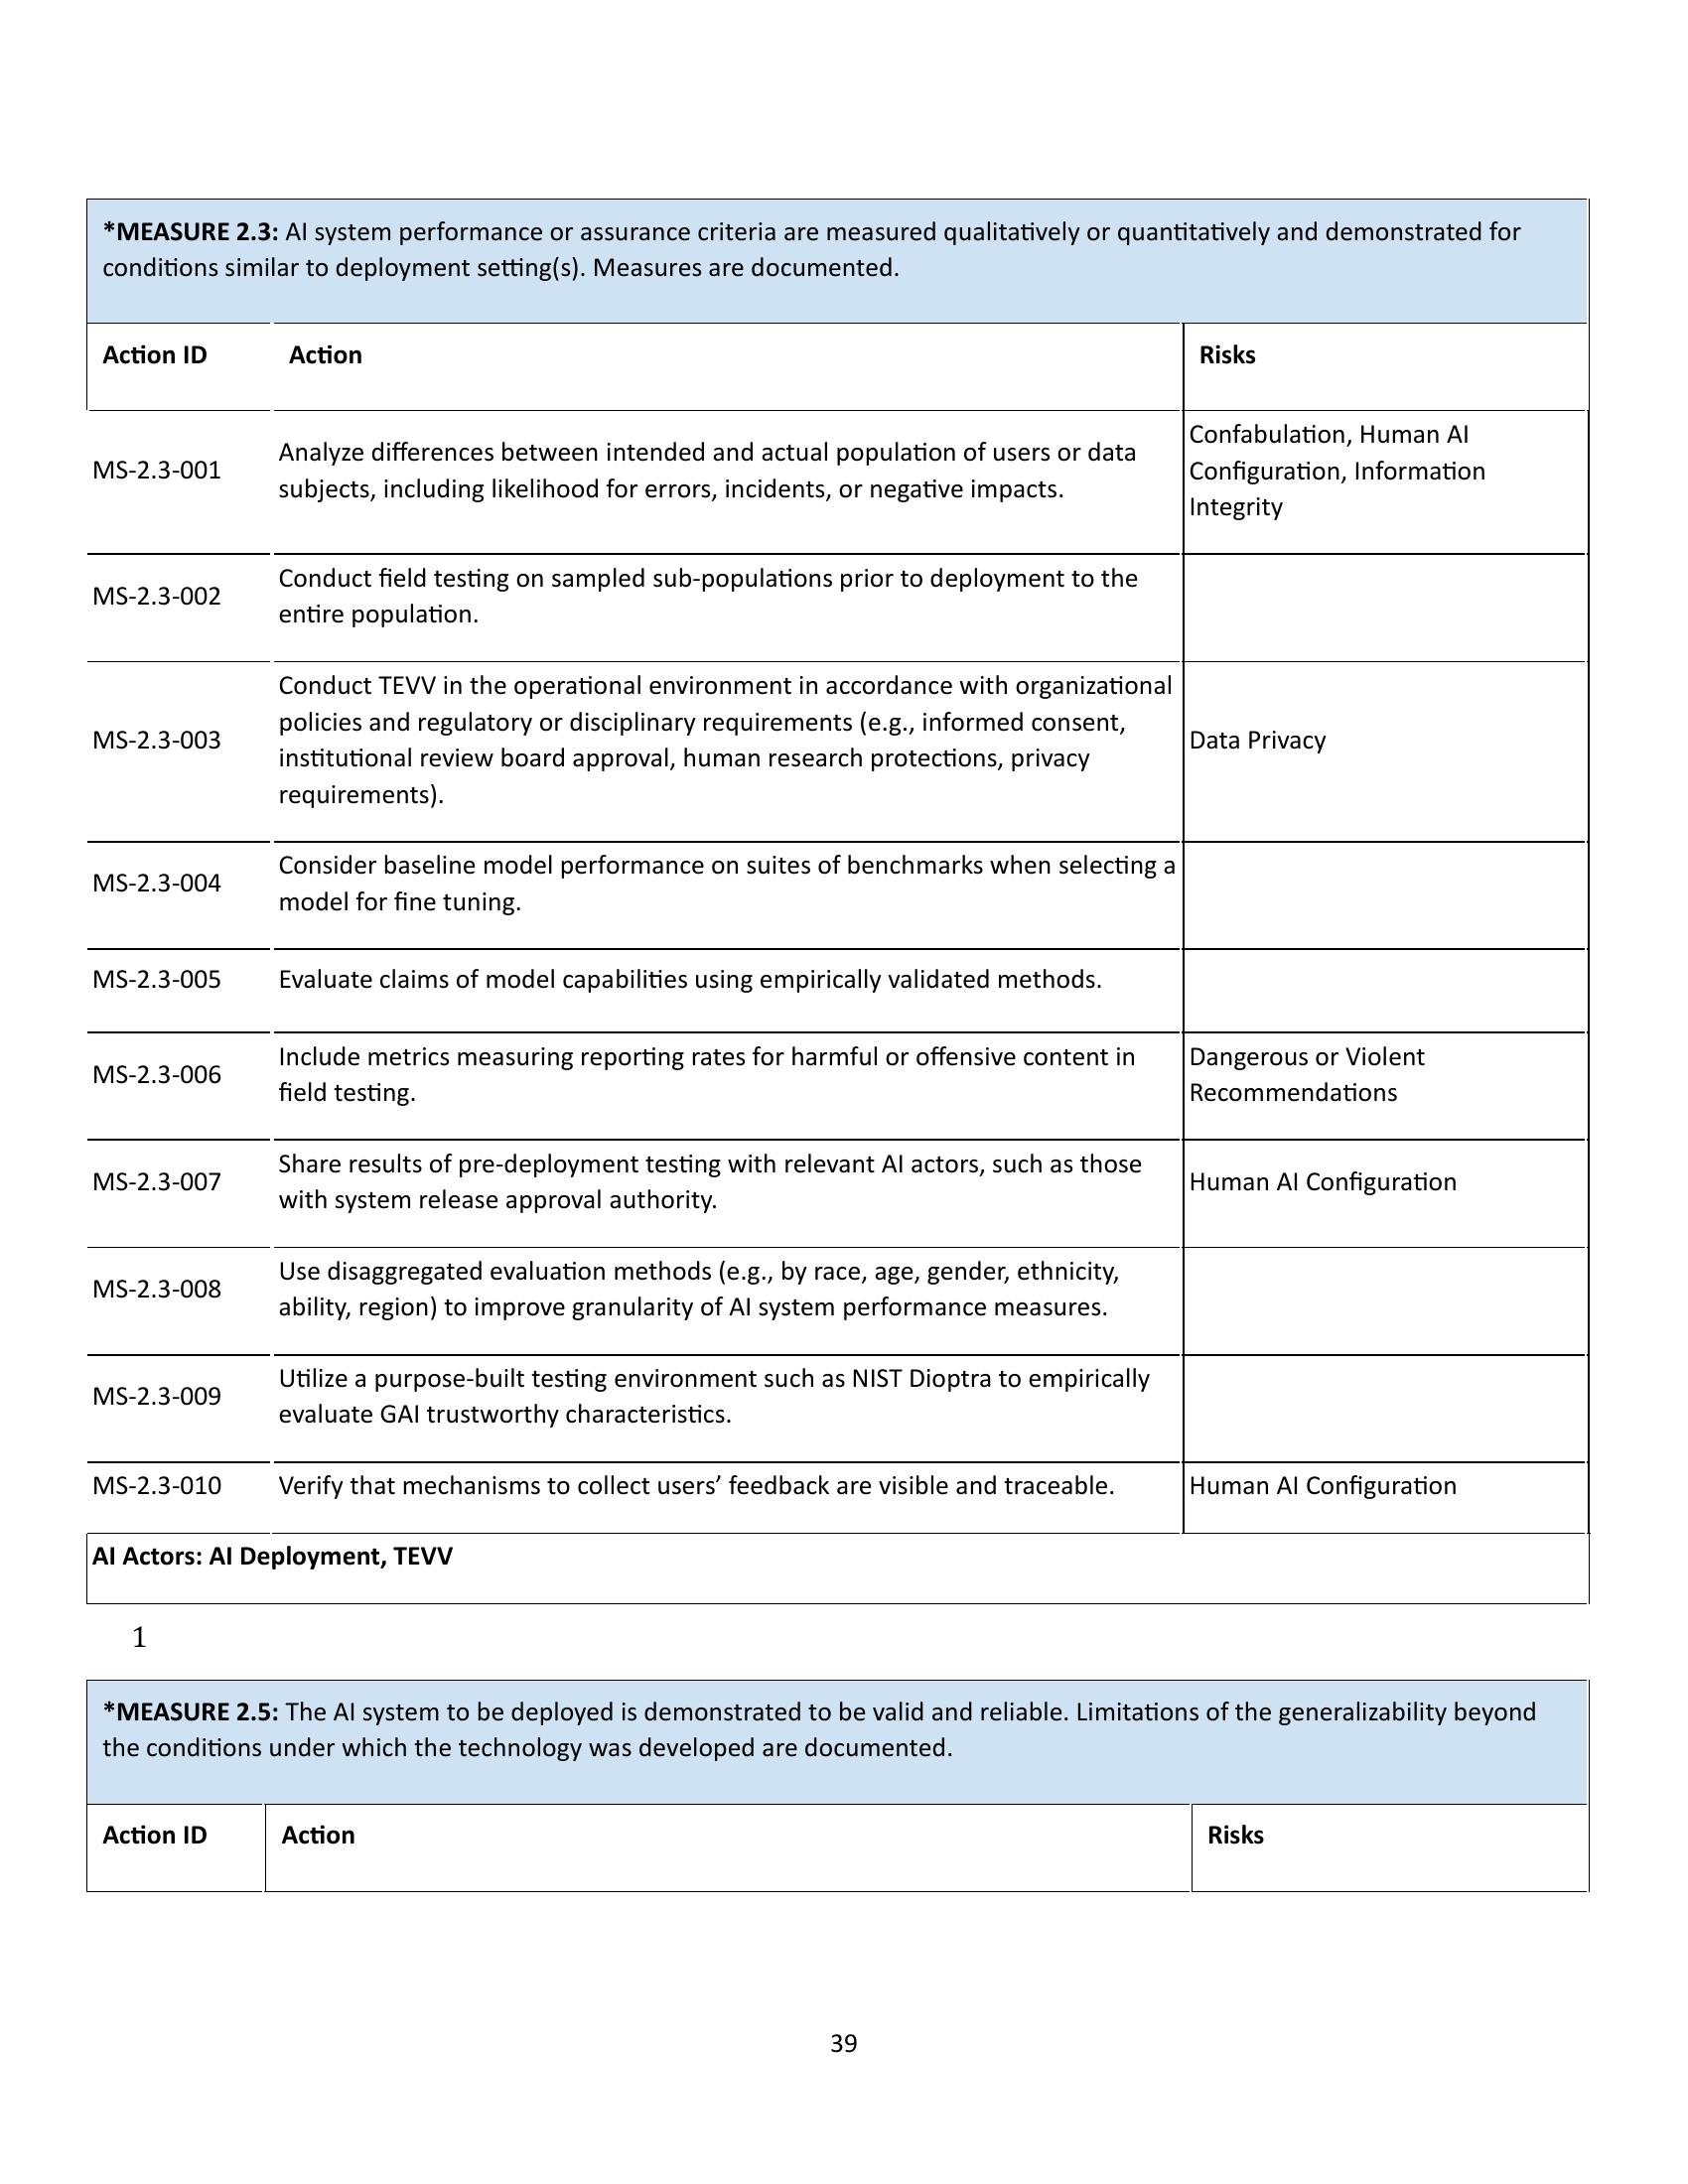 *MEASURE 2.3: AI system performance or assurance criteria are measured qualitatively or quantitatively and demonstrated for
conditions similar to deployment setting(s). Measures are documented.
Action ID Action Risks
MS-2.3-001
Analyze differences between intended and actual population of users or data
subjects, including likelihood for errors, incidents, or negative impacts.
Confabulation, Human AI
Configuration, Information
Integrity
MS-2.3-002
Conduct field testing on sampled sub-populations prior to deployment to the
entire population.
MS-2.3-003
Conduct TEVV in the operational environment in accordance with organizational
policies and regulatory or disciplinary requirements (e.g., informed consent,
institutional review board approval, human research protections, privacy
requirements).
Data Privacy
MS-2.3-004
Consider baseline model performance on suites of benchmarks when selecting a
model for fine tuning.
MS-2.3-005 Evaluate claims of model capabilities using empirically validated methods.
MS-2.3-006
Include metrics measuring reporting rates for harmful or offensive content in
field testing.
Dangerous or Violent
Recommendations
MS-2.3-007
Share results of pre-deployment testing with relevant AI actors, such as those
with system release approval authority.
Human AI Configuration
MS-2.3-008
Use disaggregated evaluation methods (e.g., by race, age, gender, ethnicity,
ability, region) to improve granularity of AI system performance measures.
MS-2.3-009
Utilize a purpose-built testing environment such as NIST Dioptra to empirically
evaluate GAI trustworthy characteristics.
MS-2.3-010 Verify that mechanisms to collect users’ feedback are visible and traceable. Human AI Configuration
AI Actors: AI Deployment, TEVV
1
*MEASURE 2.5: The AI system to be deployed is demonstrated to be valid and reliable. Limitations of the generalizability beyond
the conditions under which the technology was developed are documented.
Action ID Action Risks
39